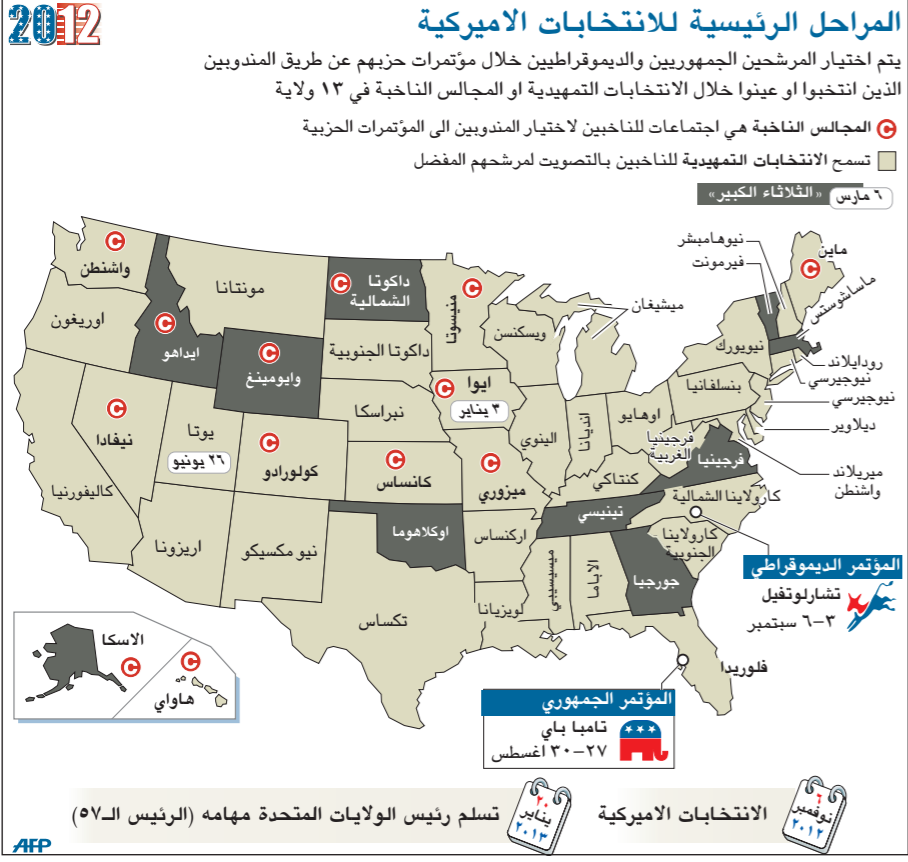 2012
المراحل الرئيسية للانتخابات الاميركية
يتم اختيار المرشحين الجمهوريين والديموقراطيين خلال مؤتمرات حزبهم عن طريق المندوبين
الذين انتخبوا او عينوا خلال الانتخابات التمهيدية او المجالس الناخبة في ١٣ ولاية
C المجالس الناخبة هي اجتماعات للناخبين لاختيار المندوبين الى المؤتمرات الحزبية
تسمح الانتخابات التمهيدية للناخبين بالتصويت لمرشحهم المفضل
٦ مارس «الثلاثاء الكبير»
نيوهامبشر
فيرمونت
ماين
C
ماساشوستس
C
واشنطن
مونتانا
C داكوتا
الشمالية
C
منيسوتا
ميشيغان
اوريغون
C
ايداهو
C
وايومينغ
داكوتا الجنوبية
ويسكنسن
نيويورك
رودايلاند
نيوجيرسي
بنسلفانيا
نيوجيرسي
ديلاوير
C
نيفادا
يوتا
٢٦ يونيو
نبراسكا
C ايوا
٣ يناير
الينوي
انديانا
اوهايو
فرجينيا
الغربية
فرجينيا
ميريلاند
واشنطن
كاليفورنيا
C
كولورادو
C
كانساس
C
ميزوري
كنتاكي
كارولاينا الشمالية
تينيسي
كارولاينا
الجنوبية
اريزونا
نيو مكسيكو
اوكلاهوما
اركنساس
ميسيسيبي
الاباما
جورجيا
تكساس
لويزيانا
فلوريدا
المؤتمر الديموقراطي
تشارلوتفيل
٣-٦ سبتمبر
الاسكا
C
C
هاواي
المؤتمر الجمهوري
تامبا باي
٢٧-٣٠ اغسطس
٦
نوفمبر
٢٠١٢
الانتخابات الاميركية
٢٠
يناير
٢٠١٣
تسلم رئيس الولايات المتحدة مهامه (الرئيس الـ٥٧)
AFP